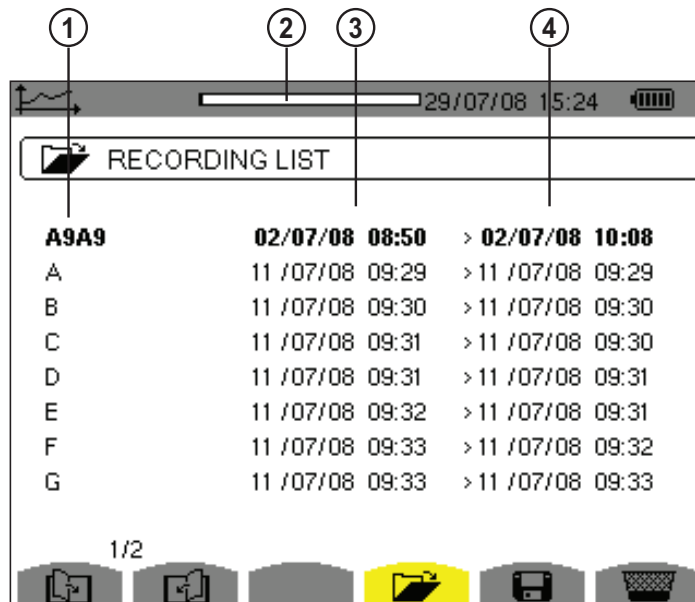 1 2 3 4
29/07/08 15:24
RECORDING LIST
A9A9 02/07/08 08:50 > 02/07/08 10:08
A 11 /07/08 09:29 >11 /07/08 09:29
B 11 /07/08 09:30 >11 /07/08 09:30
C 11 /07/08 09:31 >11 /07/08 09:30
D 11 /07/08 09:31 >11 /07/08 09:31
E 11 /07/08 09:32 >11 /07/08 09:31
F 11 /07/08 09:33 >11 /07/08 09:32
G 11 /07/08 09:33 >11 /07/08 09:33
1/2